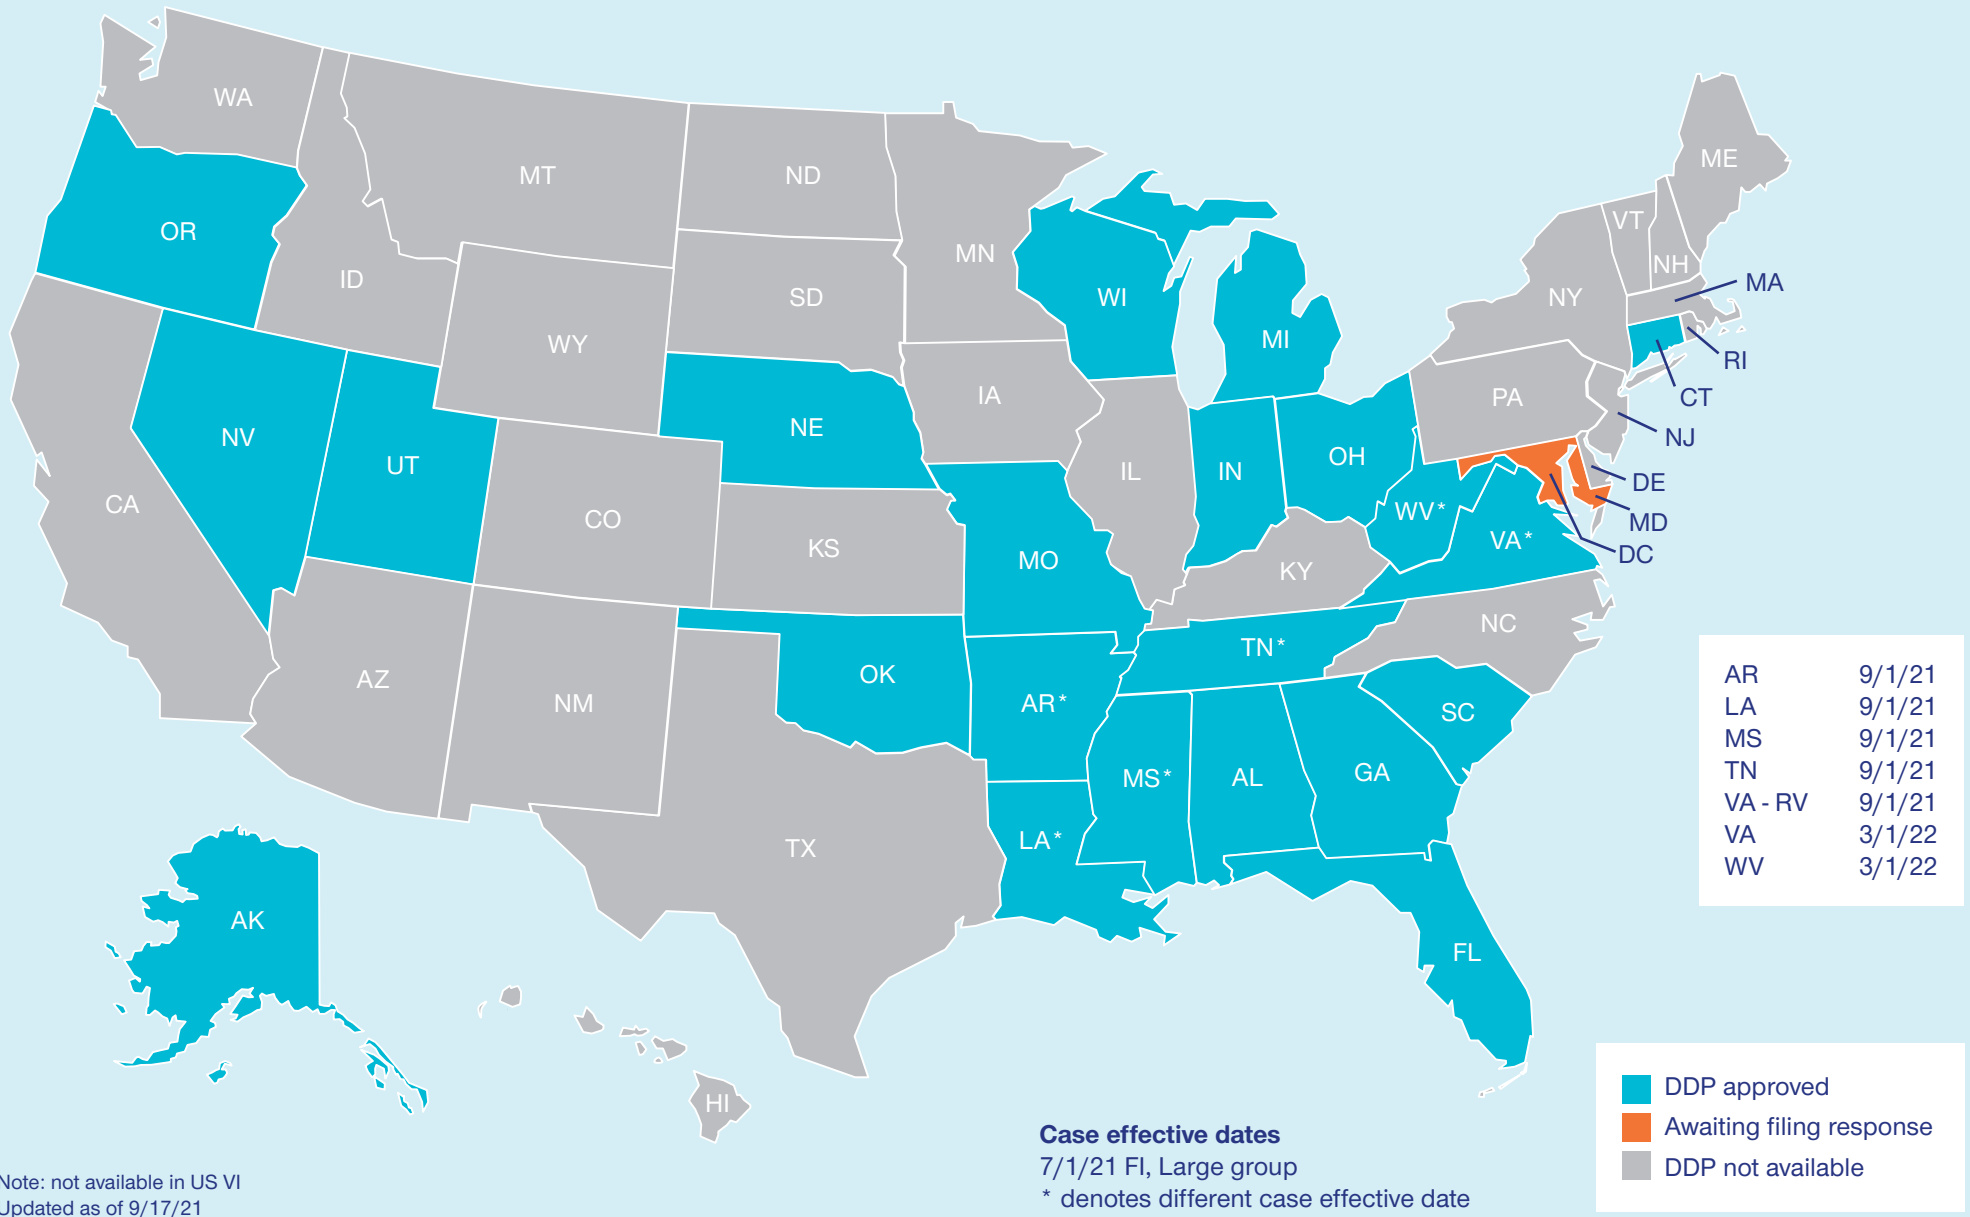 WA
MT
ND
ME
OR
VT
MN
NH
ID
MA
SD
WI
NY
MI
WY
RI
IA
PA
CT
NE
NV
NJ
UT
OH
IL
IN
DE
CA
WV*
CO
MD
VA*
KS
DC
MO
KY
NC
TN*
OK
AZ
AR*
NM
SC
AR 9/1/21
LA 9/1/21
MS 9/1/21
TN 9/1/21
VA - RV 9/1/21
VA 3/1/22
WV 3/1/22
GA
MS*
AL
LA*
TX
AK
FL
HI
DDP approved
Awaiting filing response
DDP not available
Case effective dates
7/1/21 FI, Large group
* denotes different case effective date
Note: not available in US VI
Updated as of 9/17/21